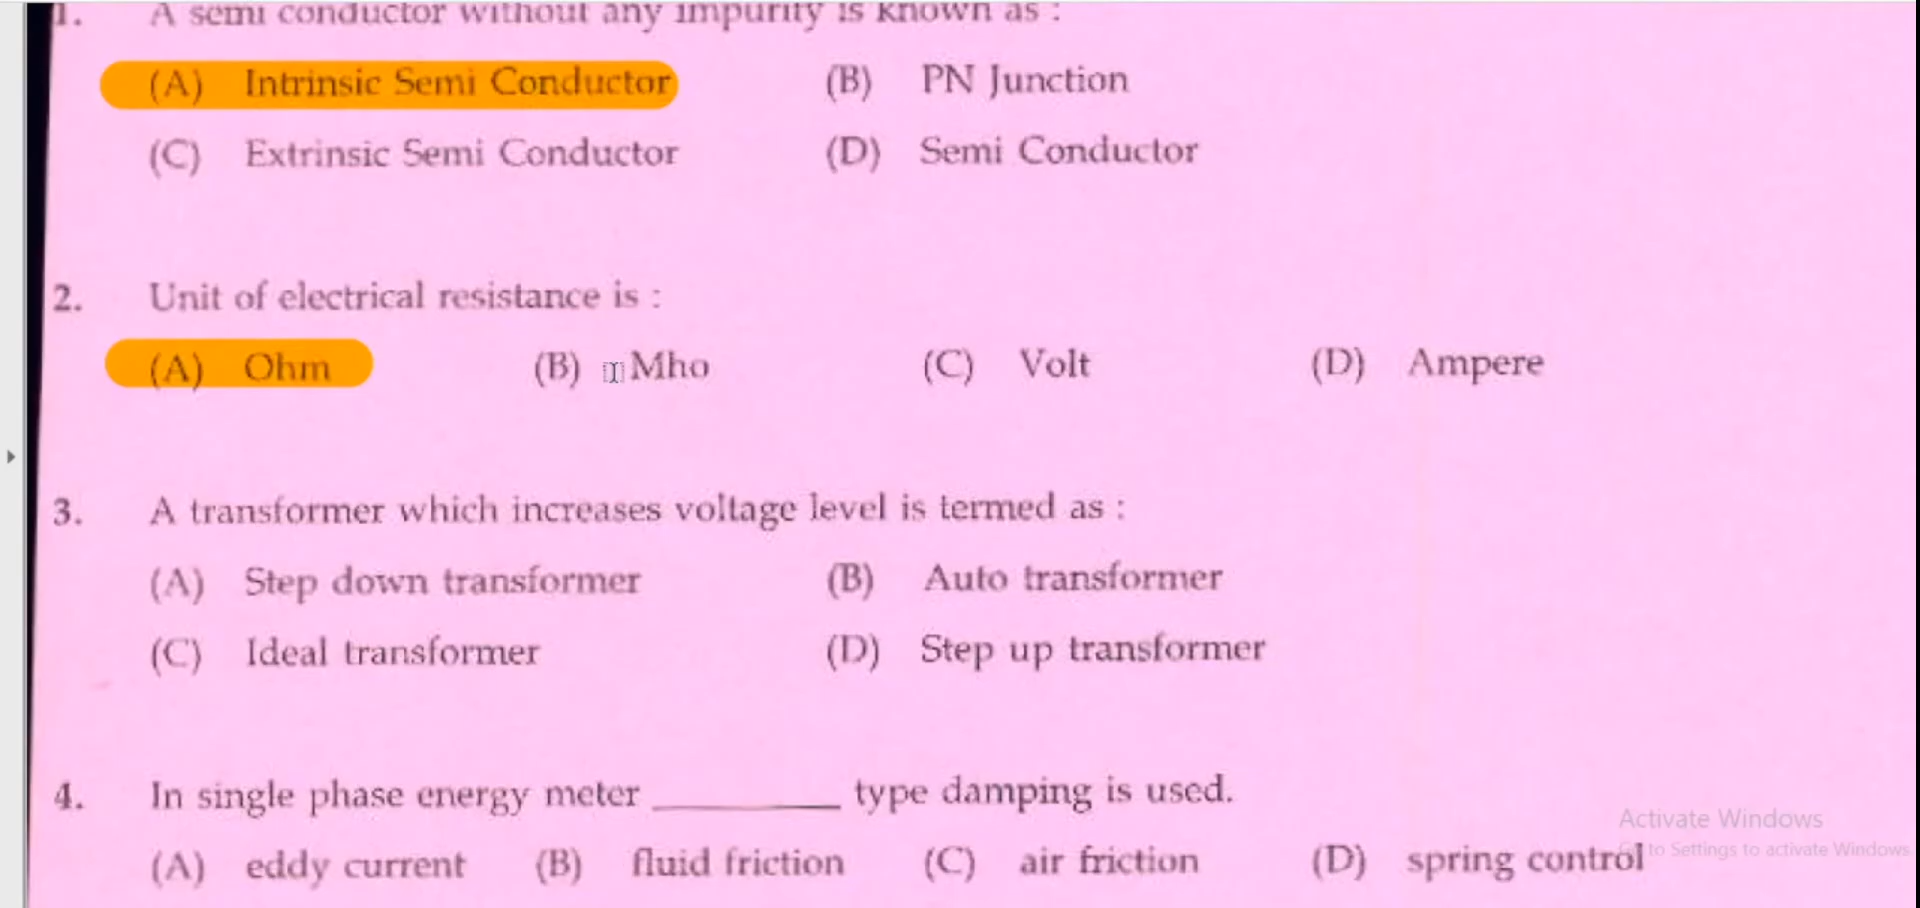 1. A semi conductor without any impurity is known as :
(A) Intrinsic Semi Conductor (B) PN Junction
(C) Extrinsic Semi Conductor (D) Semi Conductor
2. Unit of electrical resistance is :
(A) Ohm (B) Mho (C) Volt (D) Ampere
3. A transformer which increases voltage level is termed as :
(A) Step down transformer (B) Auto transformer
(C) Ideal transformer (D) Step up transformer
4. In single phase energy meter ________ type damping is used.
Activate Windows
(A) eddy current (B) fluid friction (C) air friction (D) spring control
to Settings to activate Windows.